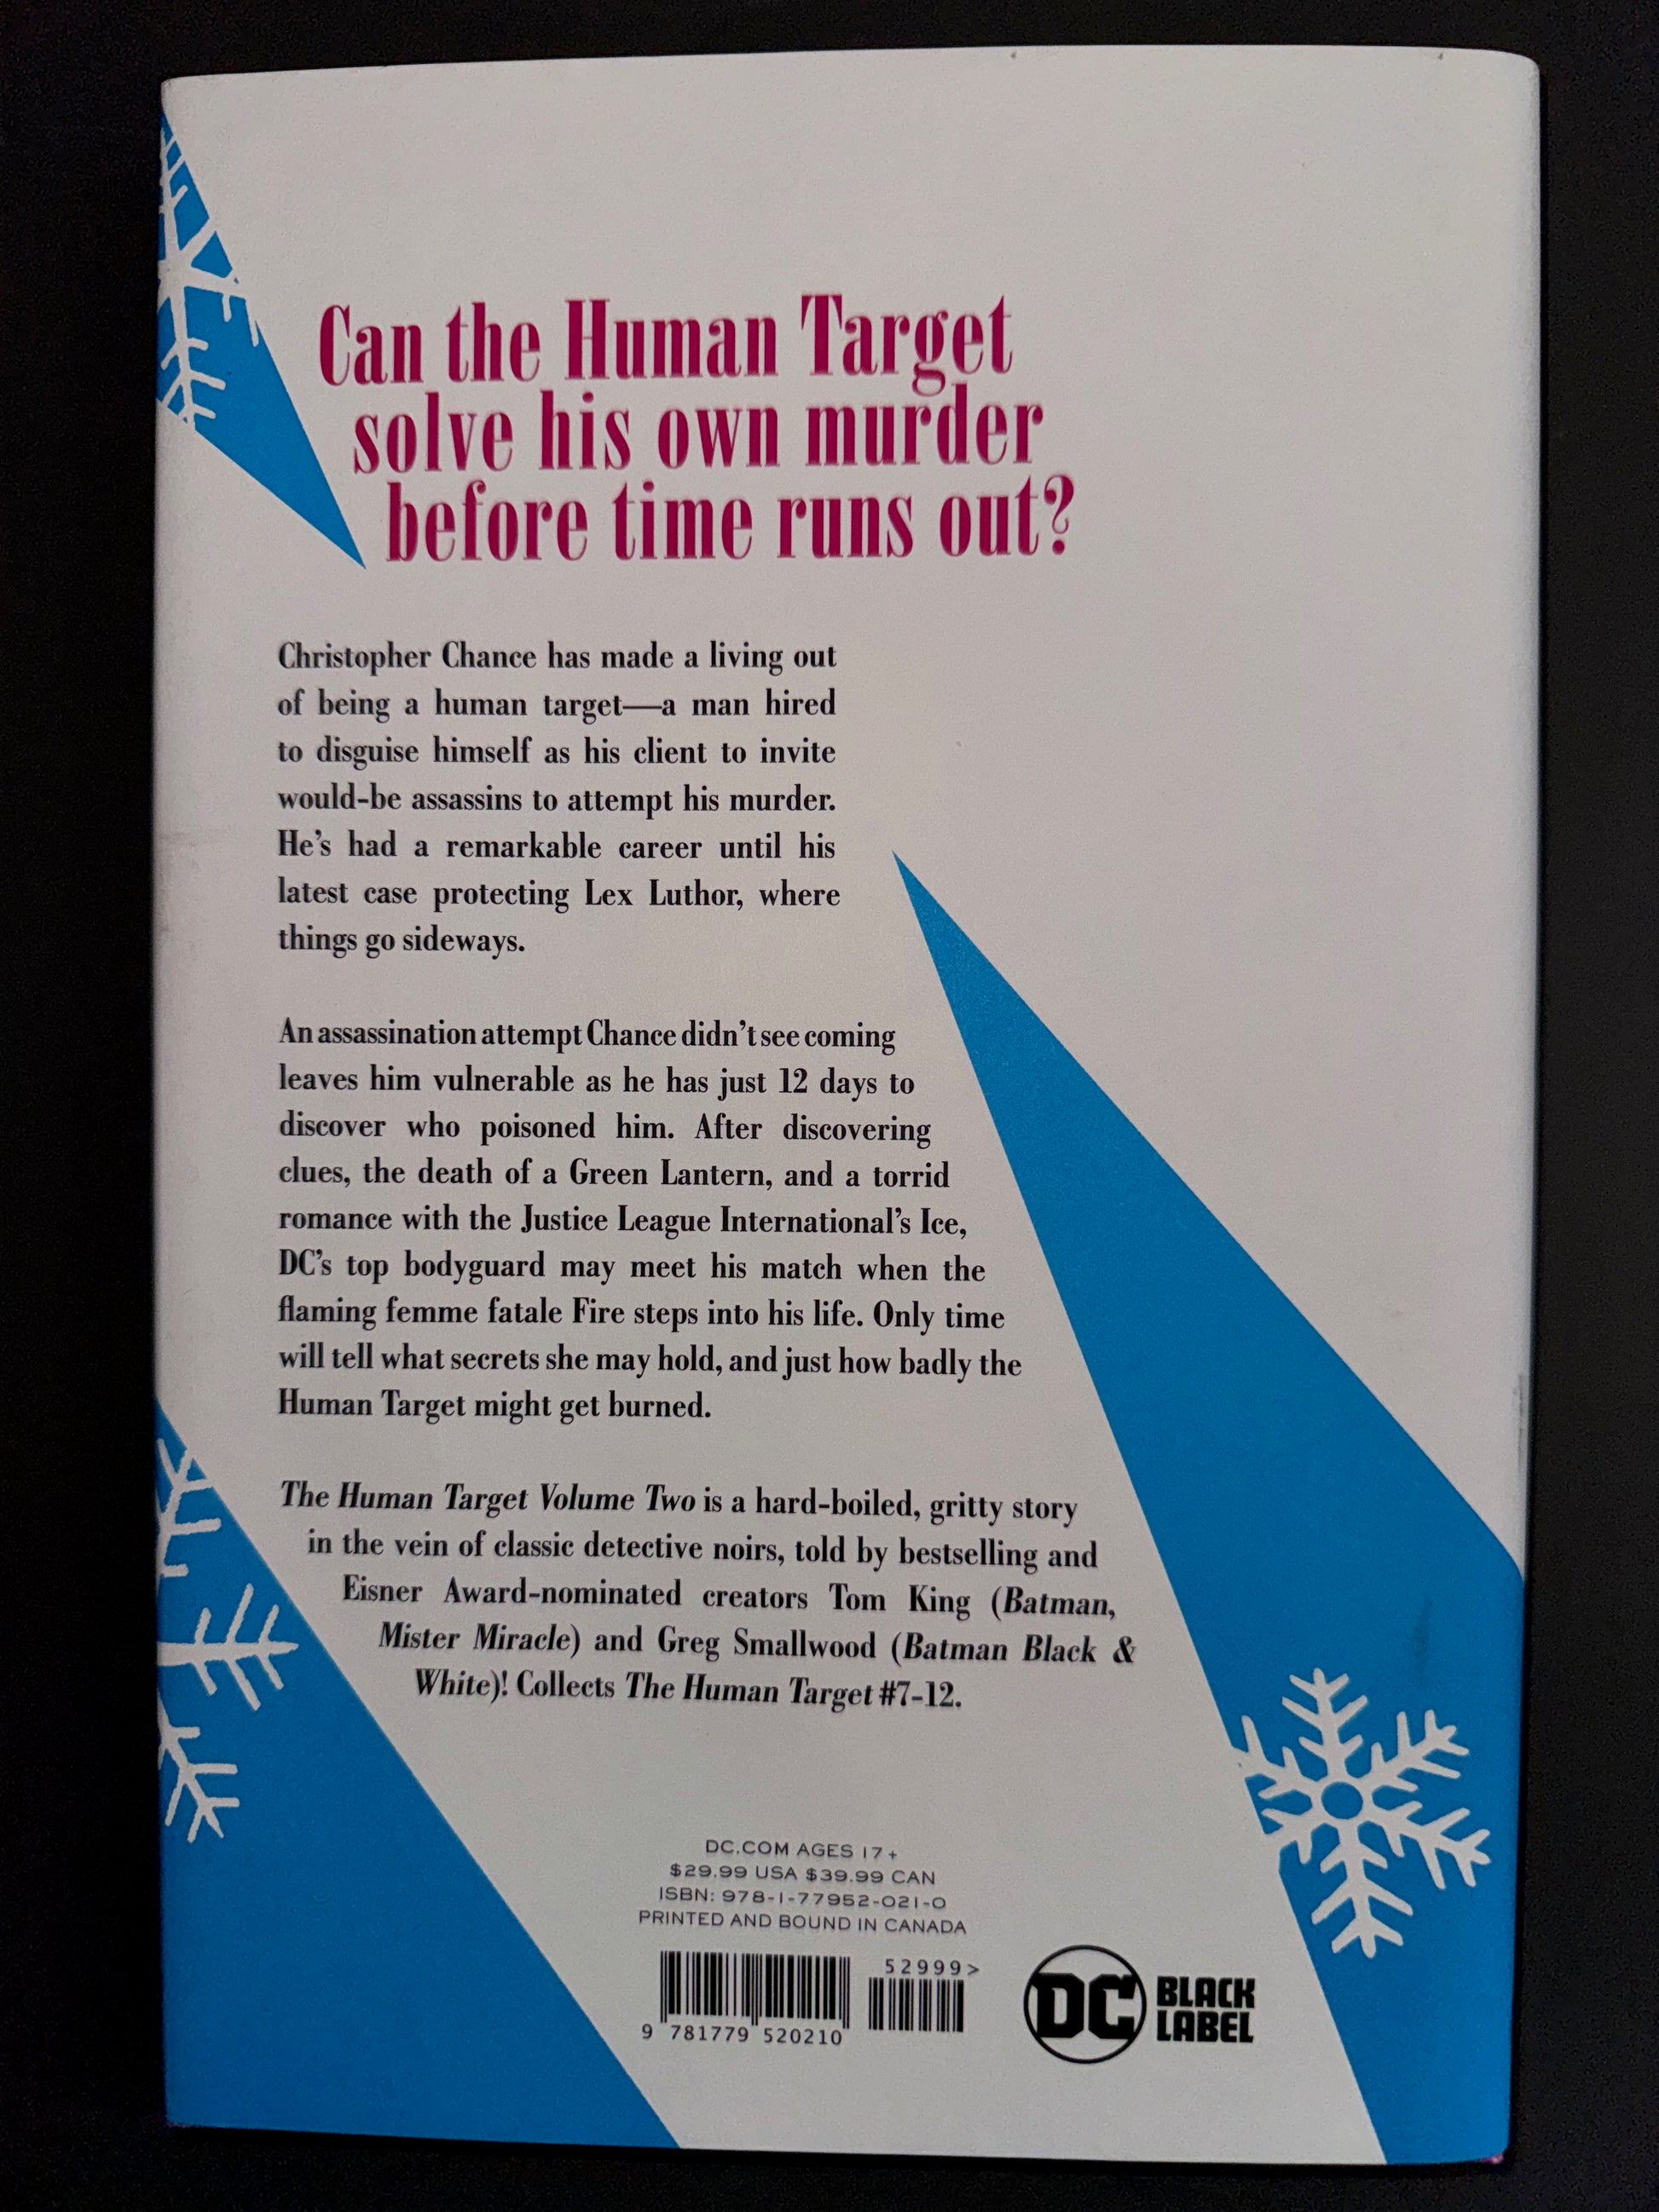 Can the Human Target
solve his own murder
before time runs out?
Christopher Chance has made a living out
of being a human target—a man hired
to disguise himself as his client to invite
would-be assassins to attempt his murder.
He's had a remarkable career until his
latest case protecting Lex Luthor, where
things go sideways.
An assassination attempt Chance didn't see coming
leaves him vulnerable as he has just 12 days to
discover who poisoned him. After discovering
clues, the death of a Green Lantern, and a torrid
romance with the Justice League International's Ice,
DC's top bodyguard may meet his match when the
flaming femme fatale Fire steps into his life. Only time
will tell what secrets she may hold, and just how badly the
Human Target might get burned.
The Human Target Volume Two is a hard-boiled, gritty story
in the vein of classic detective noirs, told by bestselling and
Eisner Award-nominated creators Tom King (Batman,
Mister Miracle) and Greg Smallwood (Batman Black &
White)! Collects The Human Target #7-12.
DC.COM AGES 17+
$29.99 USA $39.99 CAN
ISBN: 978-1-77952-021-0
PRINTED AND BOUND IN CANADA
52999>
9 781779 520210
DC BLACK
LABEL